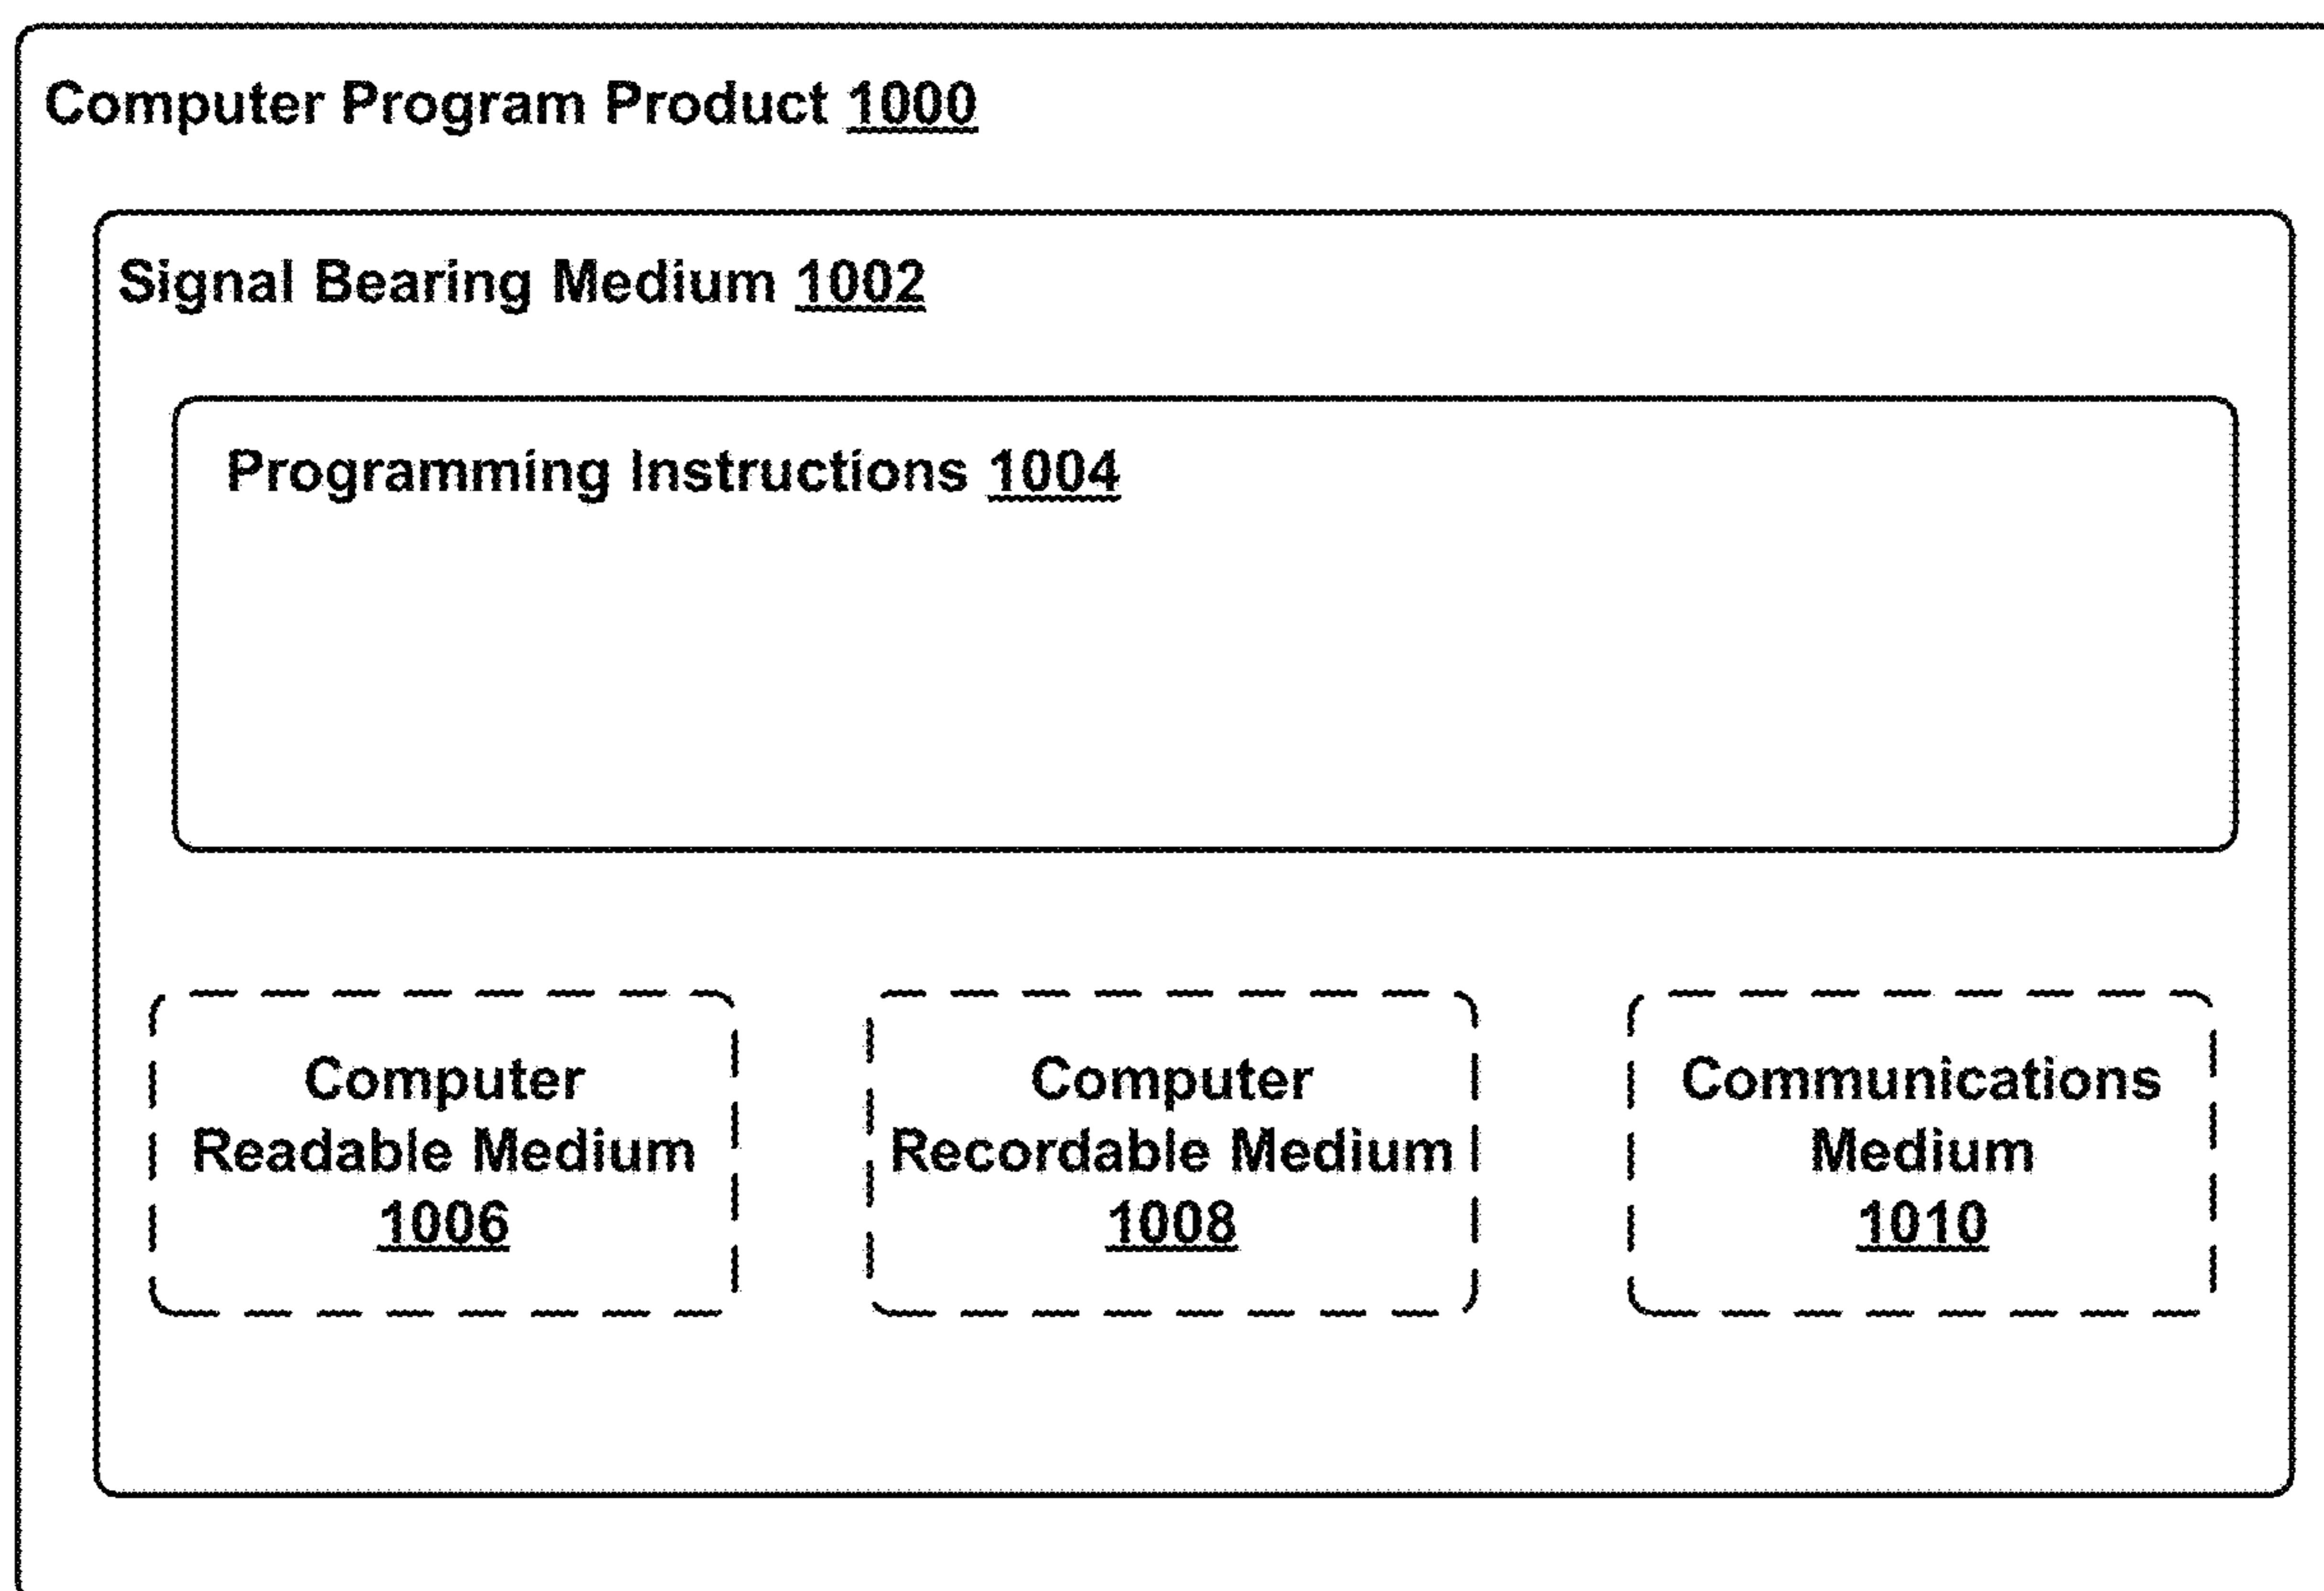 Computer Program Product 1000
Signal Bearing Medium 1002
Programming Instructions 1004
Computer
Readable Medium
1006
Computer
Recordable Medium
1008
Communications
Medium
1010